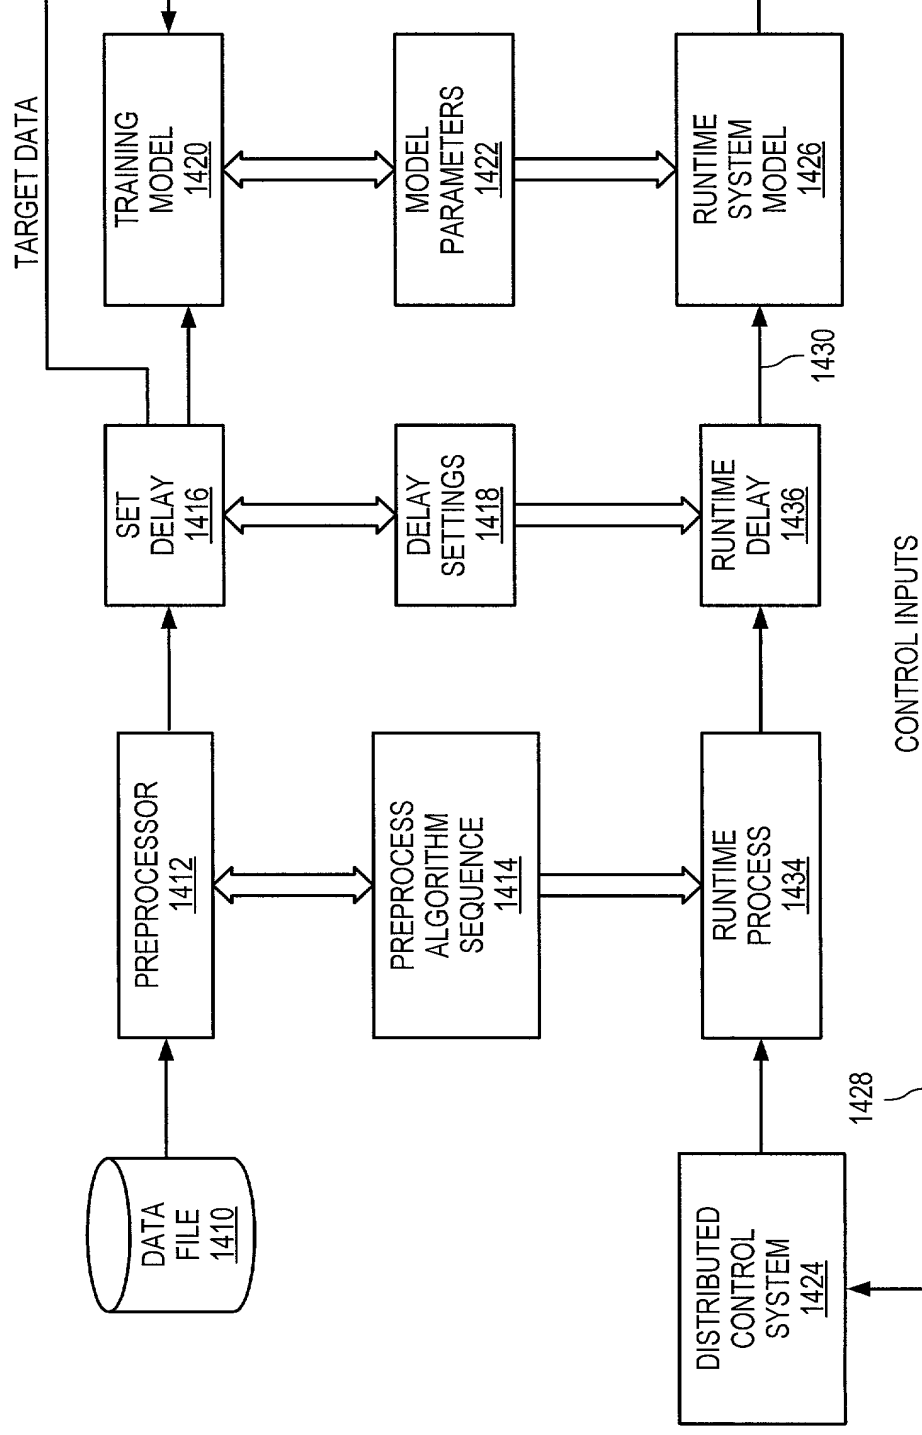 TARGET DATA
DATA
FILE
1410
PREPROCESSOR
1412
SET
DELAY
1416
TRAINING
MODEL
1420
PREPROCESS
ALGORITHM
SEQUENCE
1414
DELAY
SETTINGS
1418
MODEL
PARAMETERS
1422
DISTRIBUTED
CONTROL
SYSTEM
1424
RUNTIME
PROCESS
1434
RUNTIME
DELAY
1436
RUNTIME
SYSTEM
MODEL
1426
1430
1428
CONTROL INPUTS